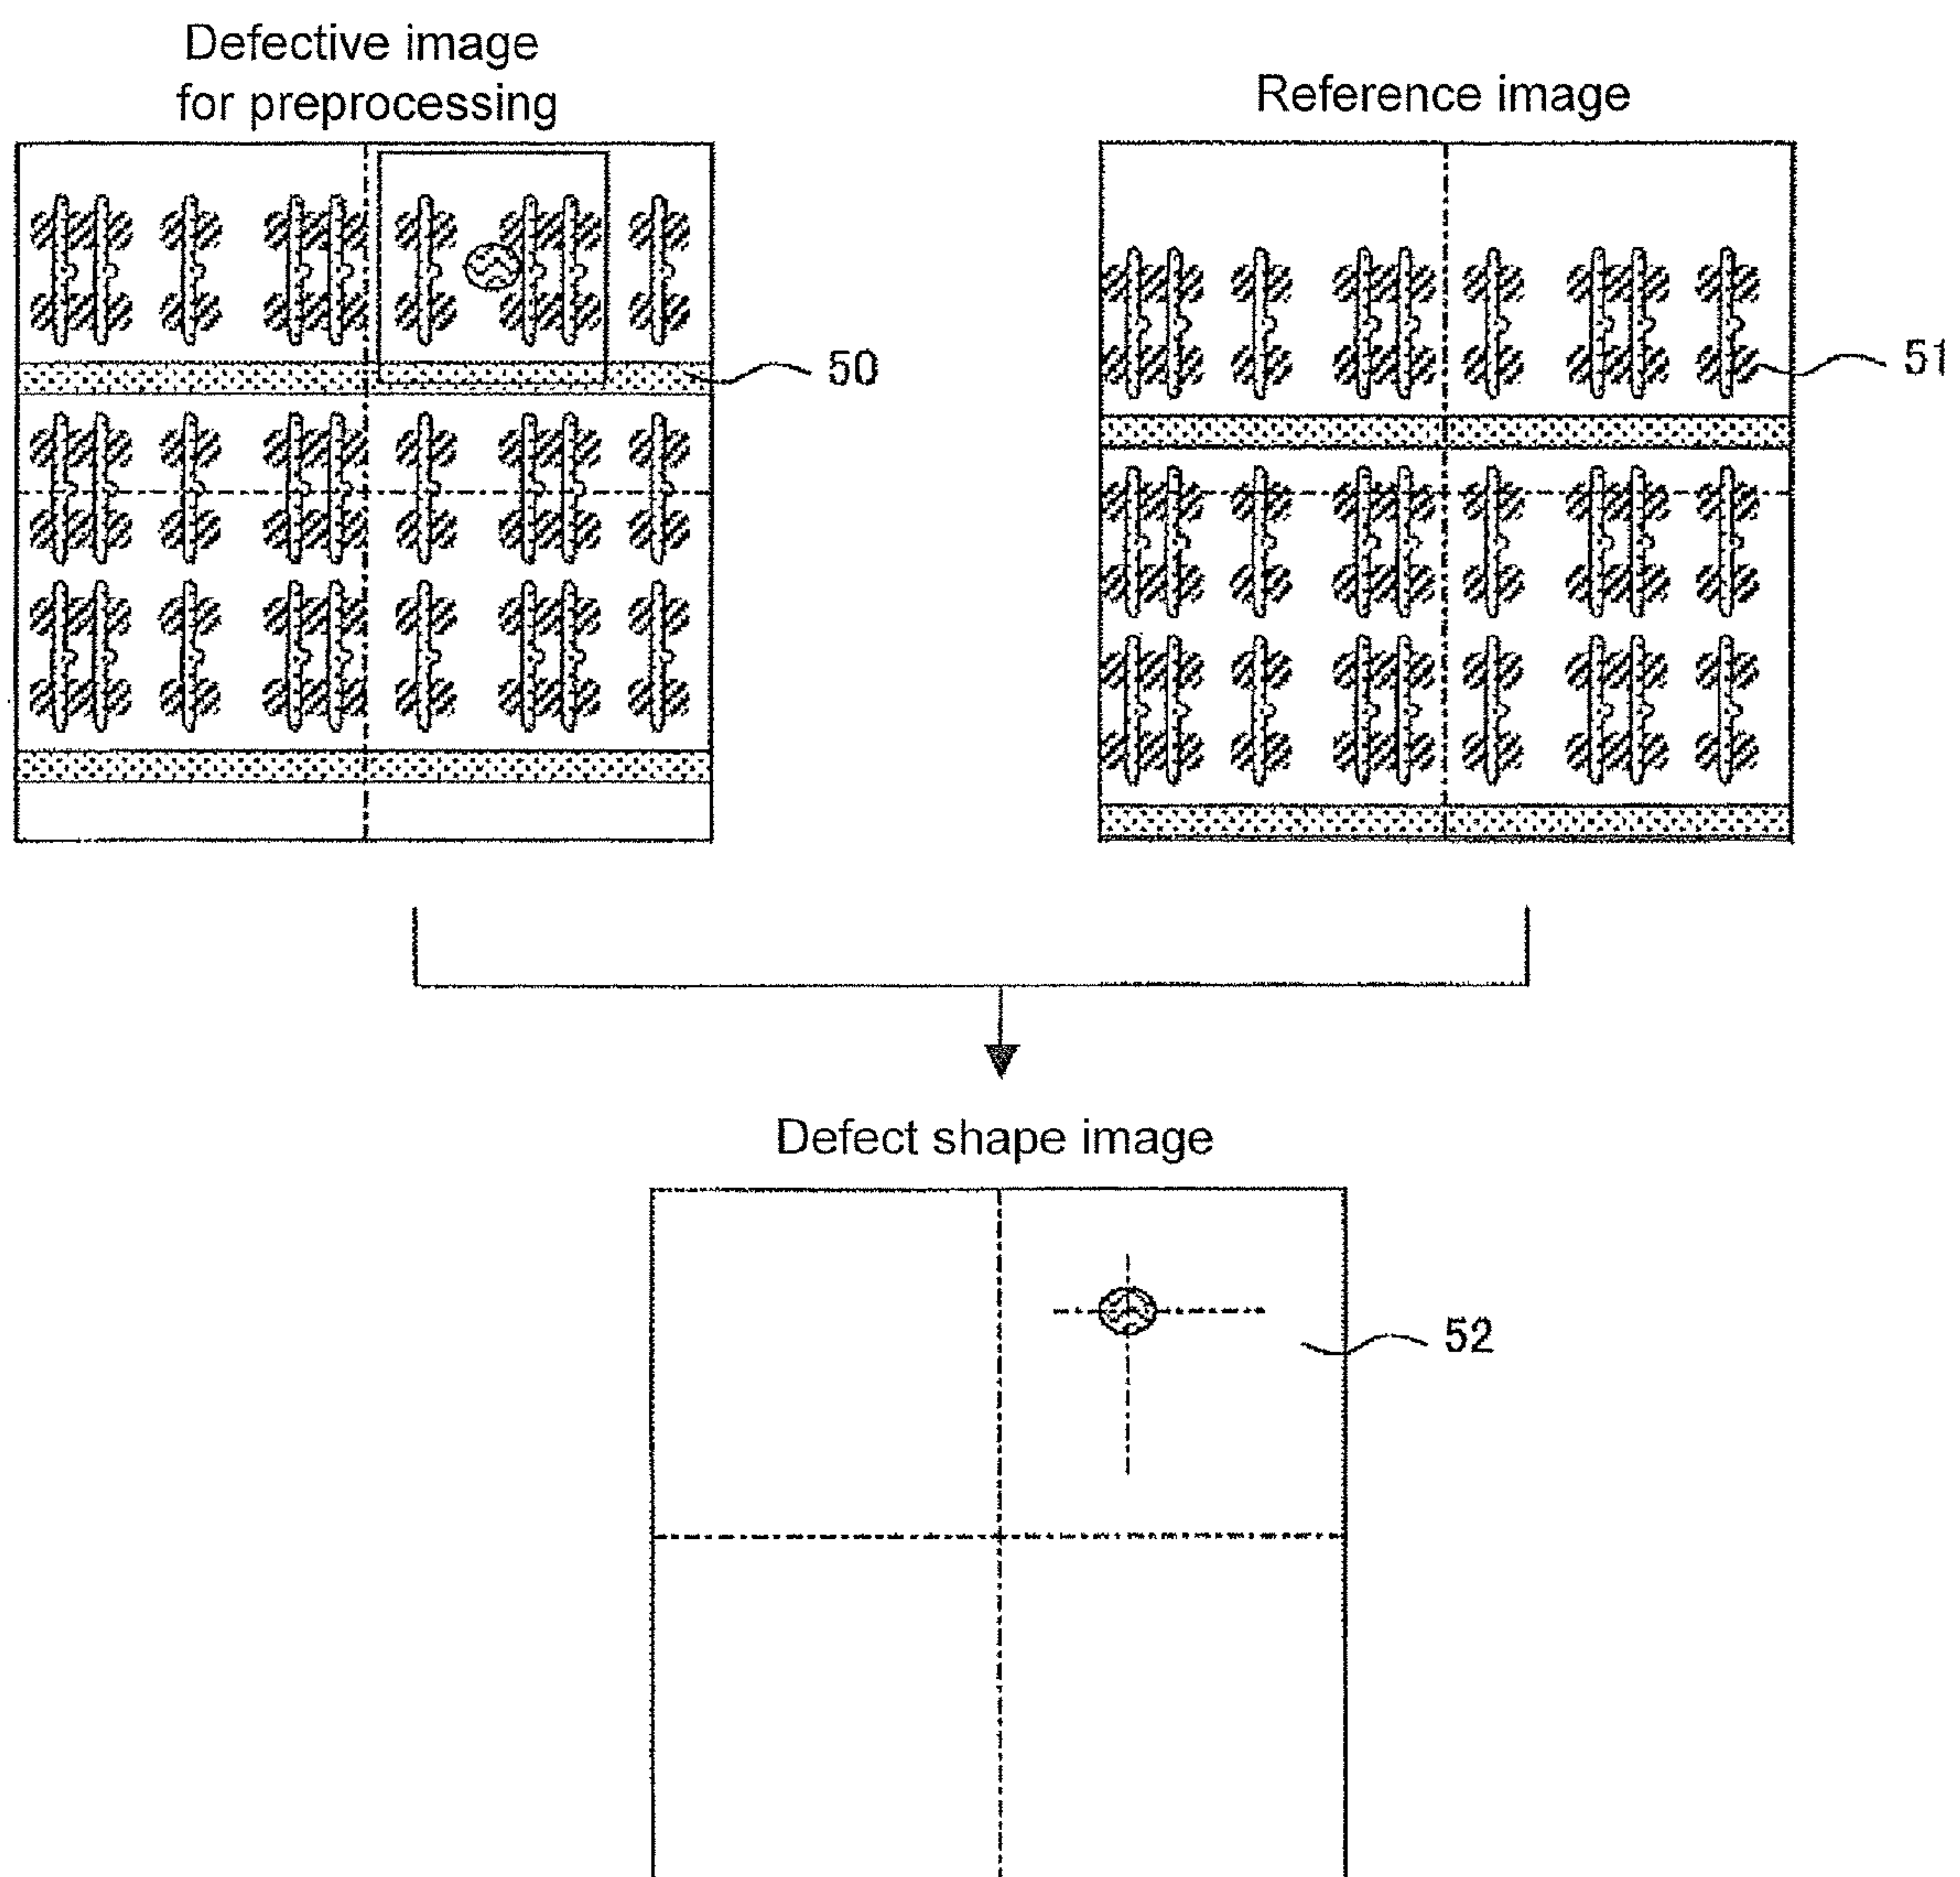 Defective image
for preprocessing
Reference image
50
51
Defect shape image
52